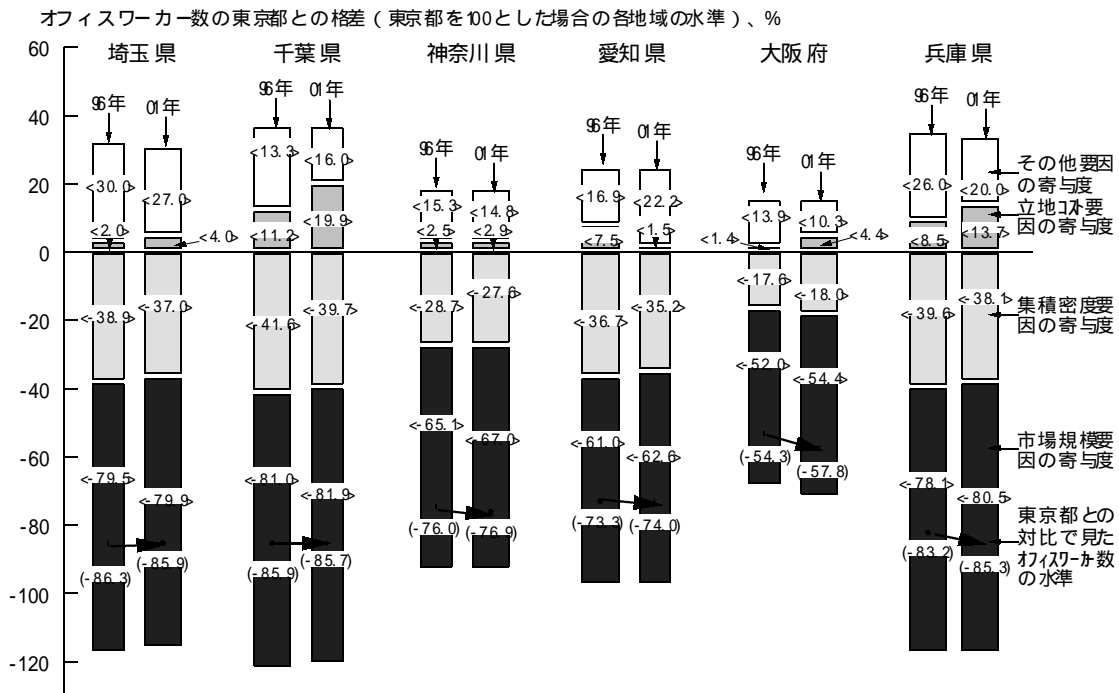 オフィスワーカー数の東京都との格差（東京都を100とした場合の各地域の水準）、%
60
40
20
0
-20
-40
-60
-80
-100
-120
埼玉県
千葉県
神奈川県
愛知県
大阪府
兵庫県
96年
01年
<30.0>
<27.0>
<2.0>
<4.0>
<-38.9>
<-37.0>
<-79.5>
<-79.9>
(-86.3)
(-85.9)
96年
01年
<13.3>
<16.0>
<11.2>
<19.9>
<-41.6>
<-39.7>
<-81.0>
<-81.9>
(-85.9)
(-85.7)
96年
01年
<15.3>
<14.8>
<2.5>
<2.9>
<-28.7>
<-27.6>
<-65.1>
<-67.0>
(-76.0)
(-76.9)
96年
01年
<16.9>
<22.2>
<7.5>
<1.5>
<-36.7>
<-35.2>
<-61.0>
<-62.6>
(-73.3)
(-74.0)
96年
01年
<13.9>
<10.3>
<1.4>
<4.4>
<-17.6>
<-18.0>
<-52.0>
<-54.4>
(-54.3)
(-57.8)
96年
01年
<26.0>
<20.0>
<8.5>
<13.7>
<-39.6>
<-38.1>
<-78.1>
<-80.5>
(-83.2)
(-85.3)
その他要因
の寄与度
立地コスト要
因の寄与度
集積密度要
因の寄与度
市場規模要
因の寄与度
東京都との
対比で見た
オフィスワーカー数
の水準